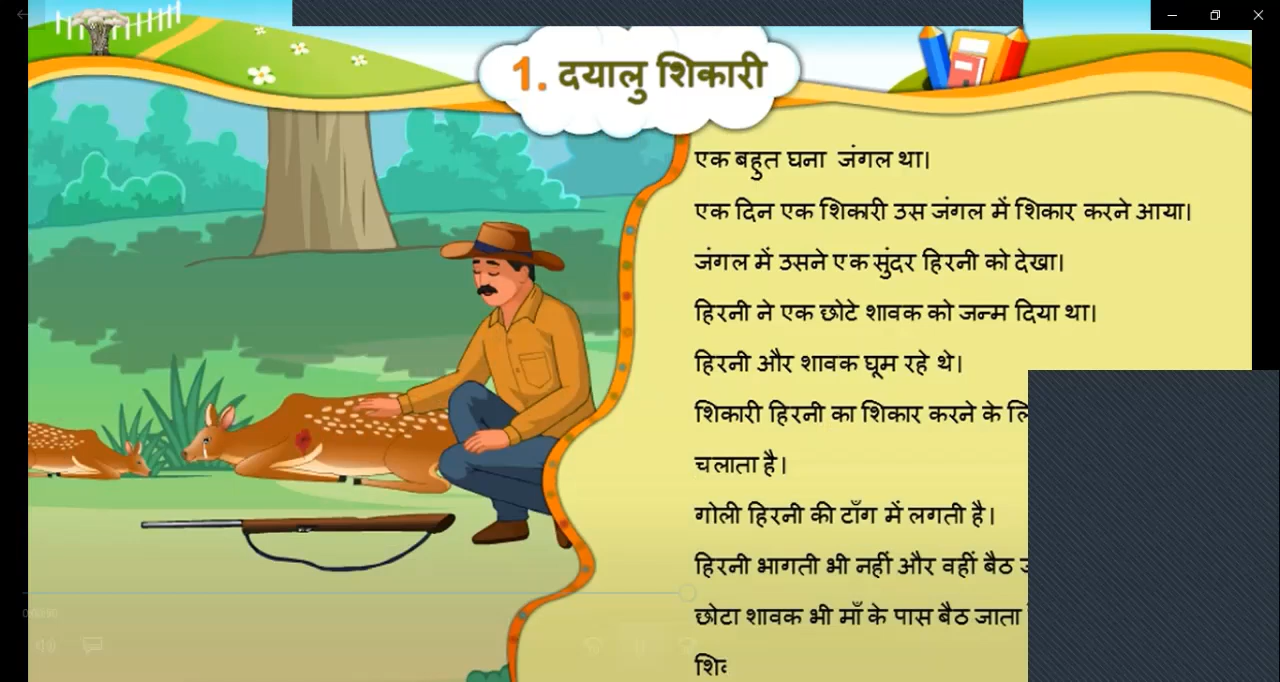 1. दयालु शिकारी
एक बहुत घना जंगल था।
एक दिन एक शिकारी उस जंगल में शिकार करने आया।
जंगल में उसने एक सुंदर हिरनी को देखा।
हिरनी ने एक छोटे शावक को जन्म दिया था।
हिरनी और शावक घूम रहे थे।
शिकारी हिरनी का शिकार करने के
चलाता है।
गोली हिरनी की टाँग में लगती है।
हिरनी भागती भी नहीं और वहीं बैठ
छोटा शावक भी माँ के पास बैठ जाता